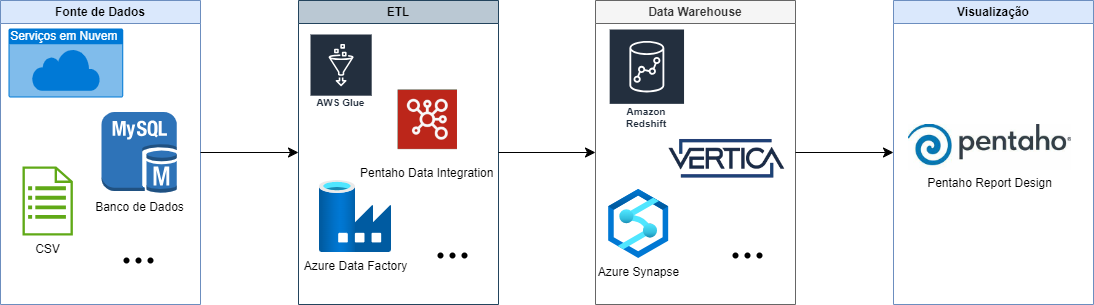 Fonte de Dados
Serviços em Nuvem
MySQL
M
Banco de Dados
CSV
ETL
AWS Glue
Pentaho Data Integration
Azure Data Factory
Data Warehouse
Amazon
Redshift
VERTICA
Azure Synapse
Visualização
pentaho®
Pentaho Report Design